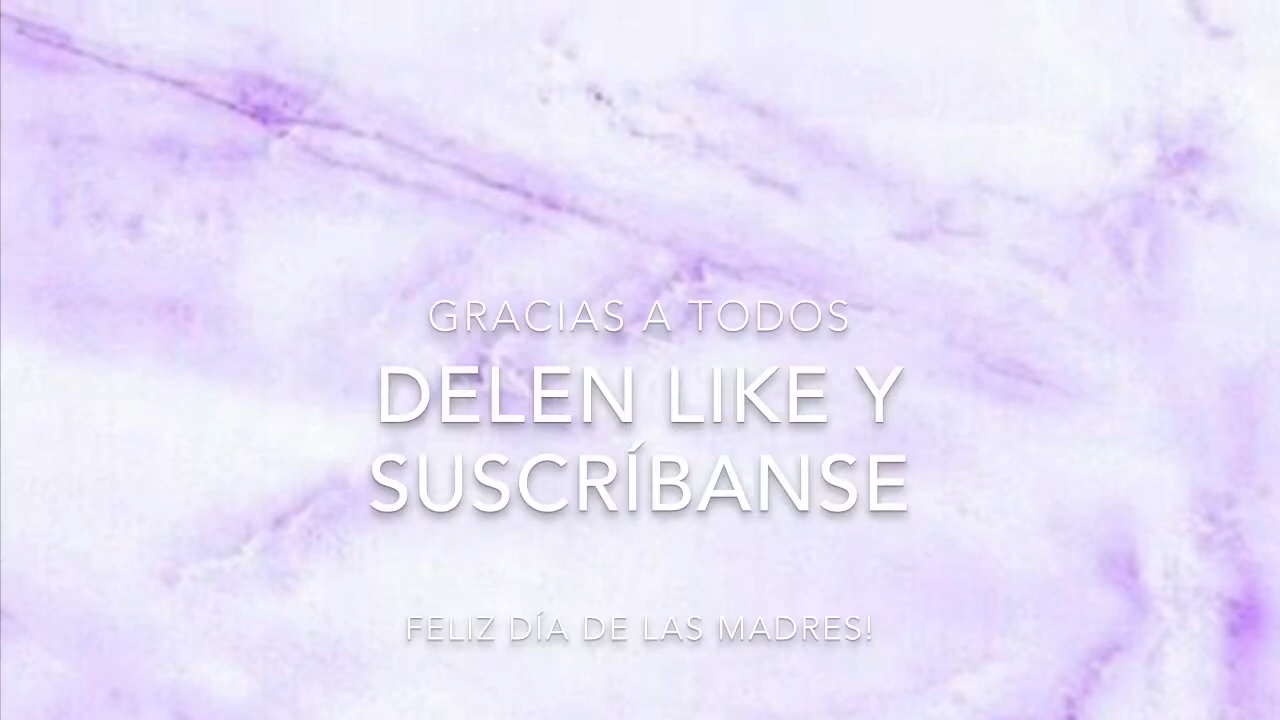 GRACIAS A TODOS
DELEN LIKE Y
SUSCRÍBANSE
FELIZ DÍA DE LAS MADRES!